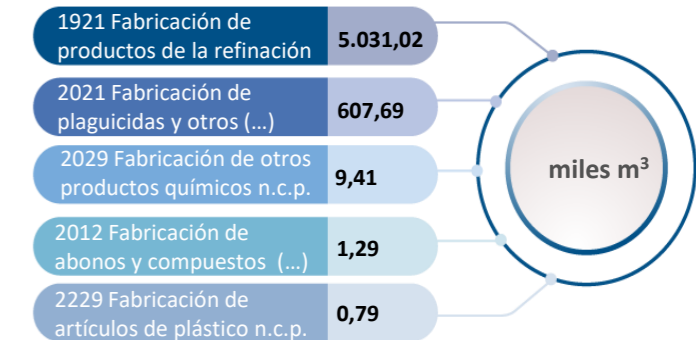 1921 Fabricación de
productos de la refinación
5.031,02
2021 Fabricación de
plaguicidas y otros (...)
607,69
2029 Fabricación de otros
productos químicos n.c.p.
9,41
2012 Fabricación de
abonos y compuestos (...)
1,29
2229 Fabricación de
artículos de plástico n.c.p.
0,79
miles m³